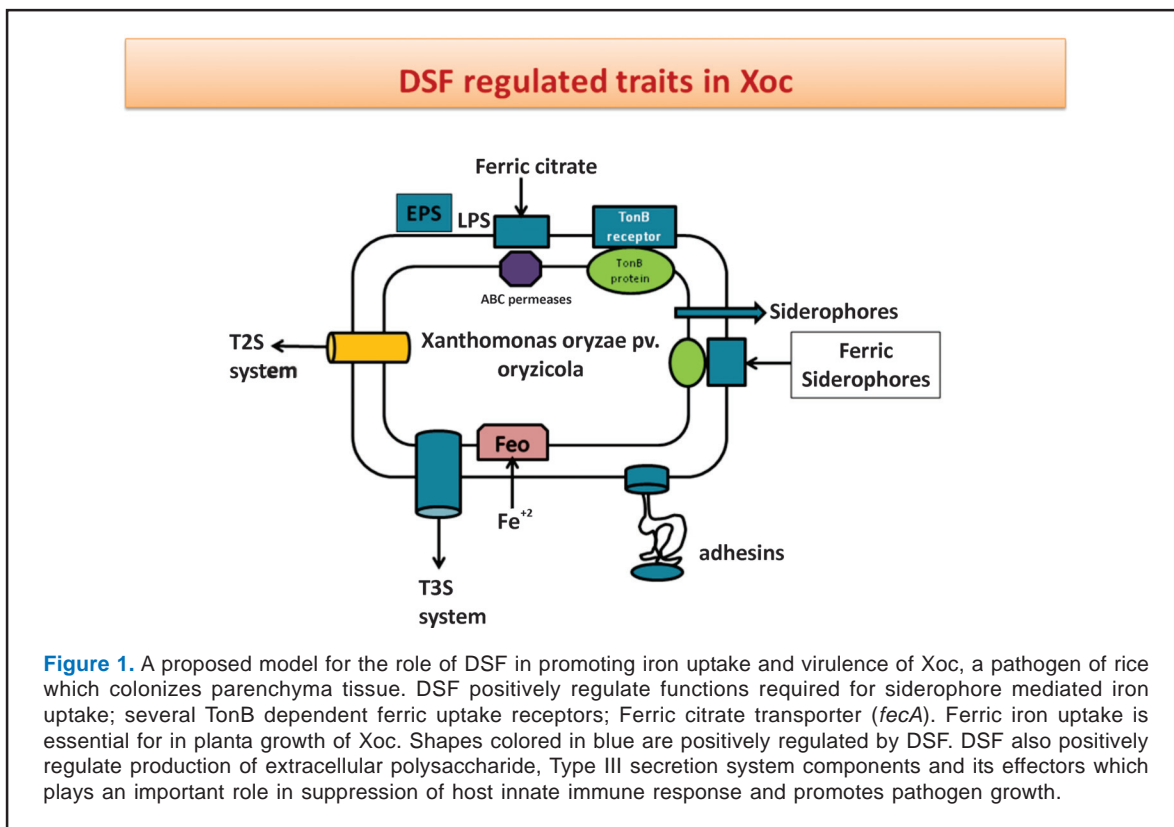 DSF regulated traits in Xoc
Ferric citrate
EPS
LPS
TonB
receptor
TonB
protein
ABC permeases
Siderophores
T2S
system
Xanthomonas oryzae pv.
oryzicola
Ferric
Siderophores
Feo
Fe+2
adhesins
T3S
system
Figure 1. A proposed model for the role of DSF in promoting iron uptake and virulence of Xoc, a pathogen of rice
which colonizes parenchyma tissue. DSF positively regulate functions required for siderophore mediated iron
uptake; several TonB dependent ferric uptake receptors; Ferric citrate transporter (fecA). Ferric iron uptake is
essential for in planta growth of Xoc. Shapes colored in blue are positively regulated by DSF. DSF also positively
regulate production of extracellular polysaccharide, Type III secretion system components and its effectors which
plays an important role in suppression of host innate immune response and promotes pathogen growth.